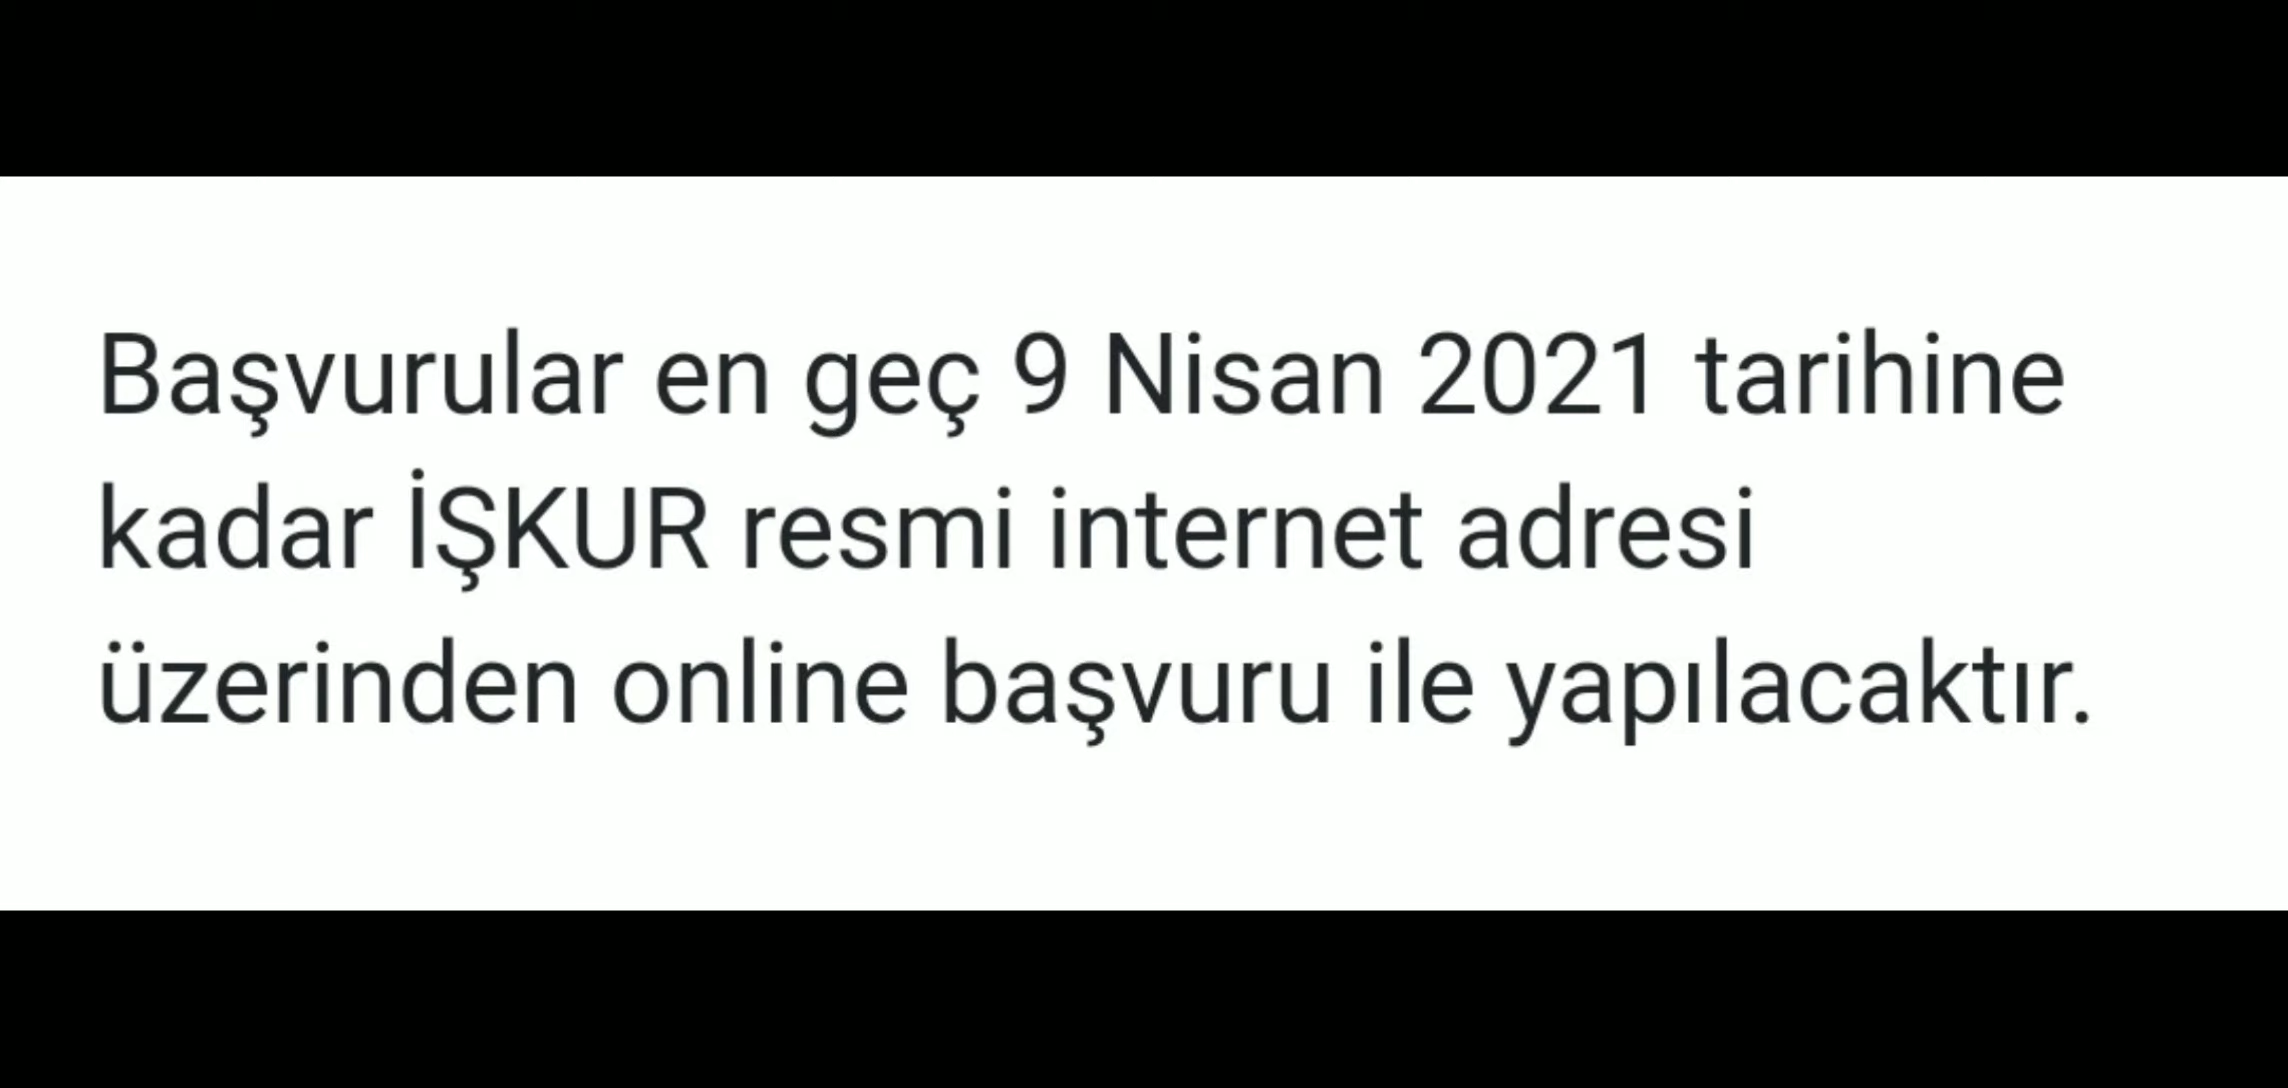 Başvurular en geç 9 Nisan 2021 tarihine
kadar İŞKUR resmi internet adresi
üzerinden online başvuru ile yapılacaktır.